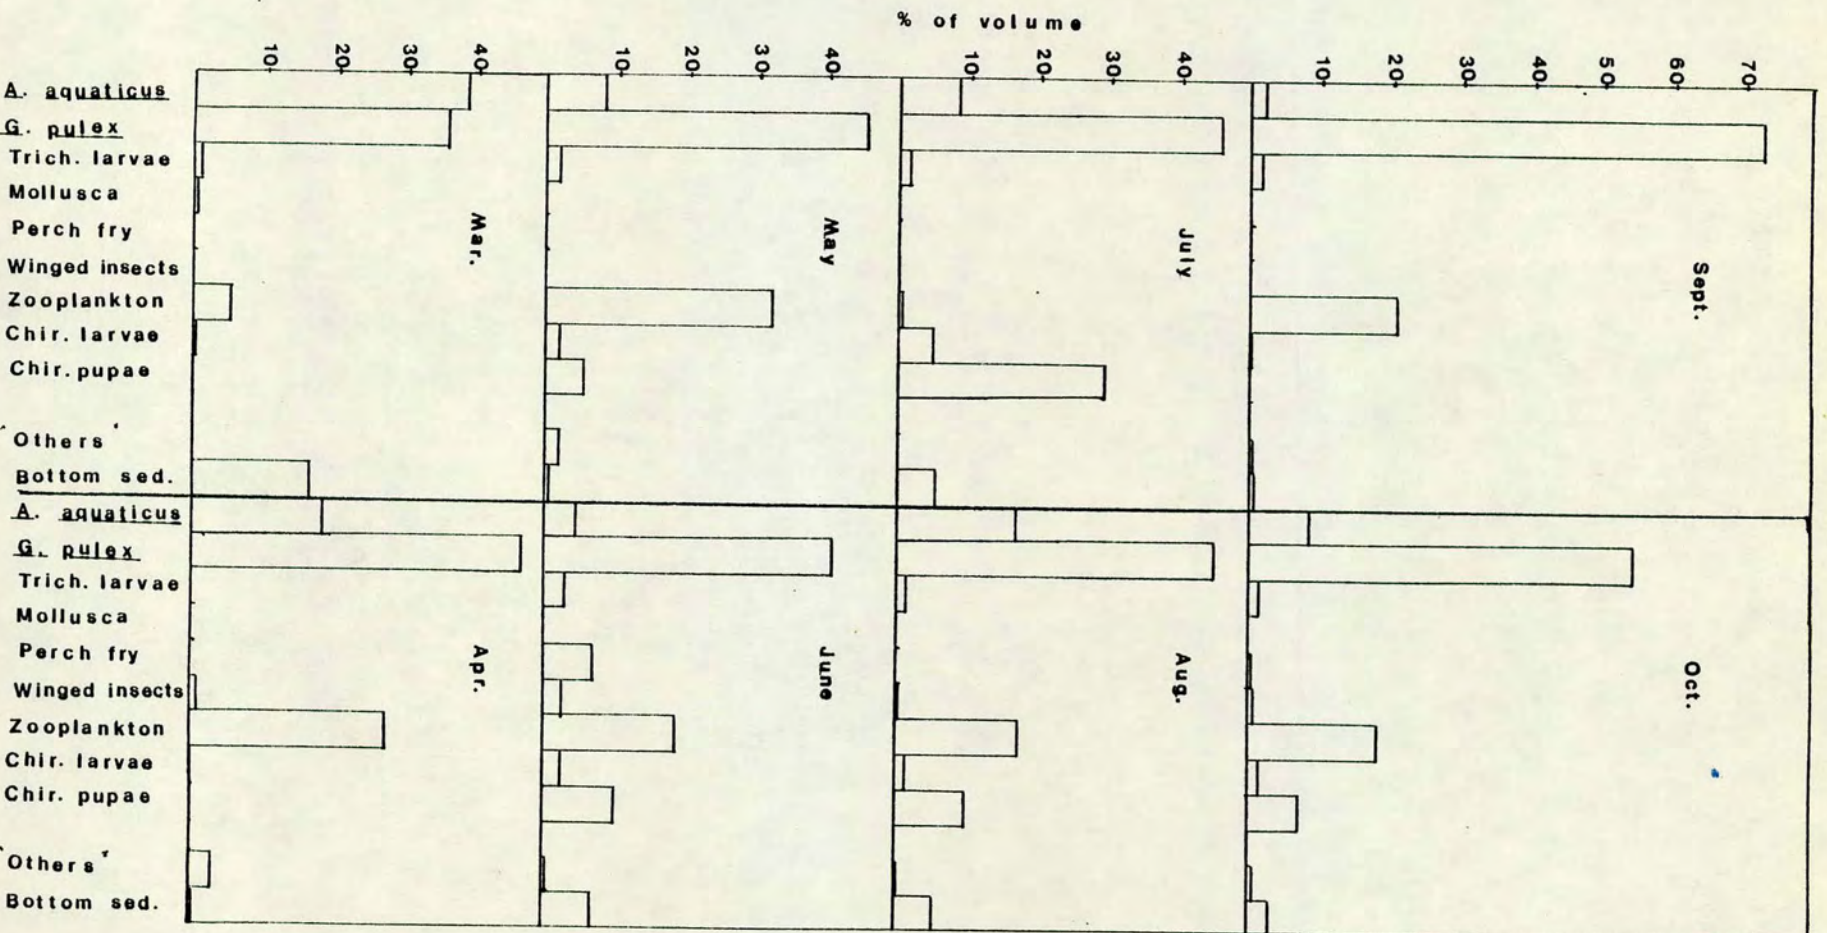 % of volume
10 20 30 40 10 20 30 40 10 20 30 40 10 20 30 40 50 60 70
A. aquaticus
G. pulex
Trich. larvae
Mollusca
Perch fry
Winged insects
Zooplankton
Chir. larvae
Chir. pupae
'Others'
Bottom sed.
Mar.
May
July
Sept.
A. aquaticus
G. pulex
Trich. larvae
Mollusca
Perch fry
Winged insects
Zooplankton
Chir. larvae
Chir. pupae
'Others'
Bottom sed.
Apr.
June
Aug.
Oct.